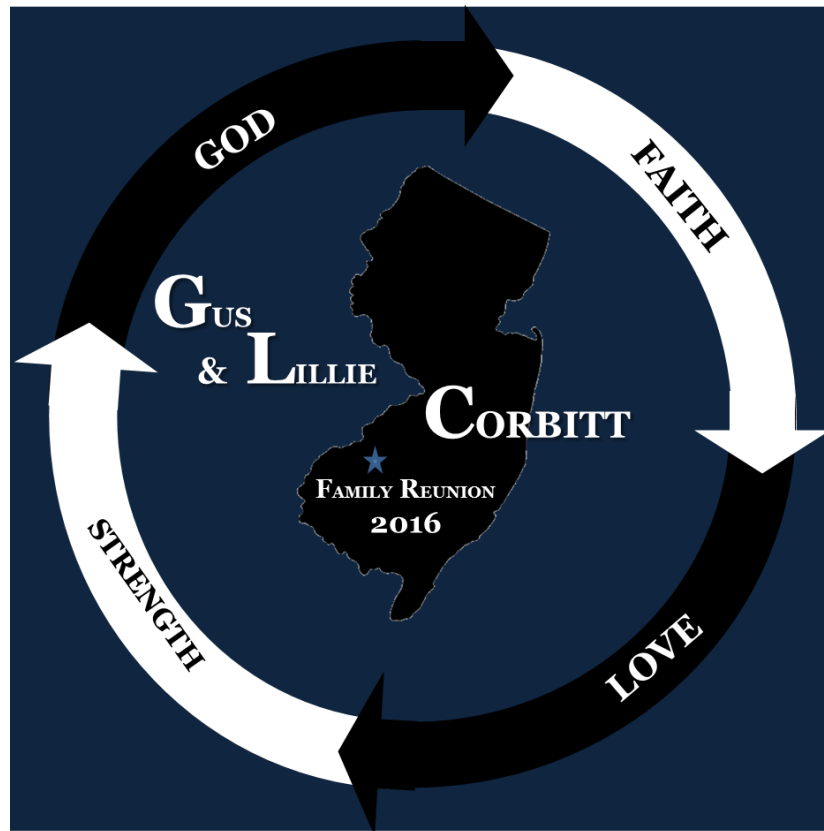 GOD
FAITH
GUS
& LILLIE
CORBITT
FAMILY REUNION
2016
STRENGTH
LOVE